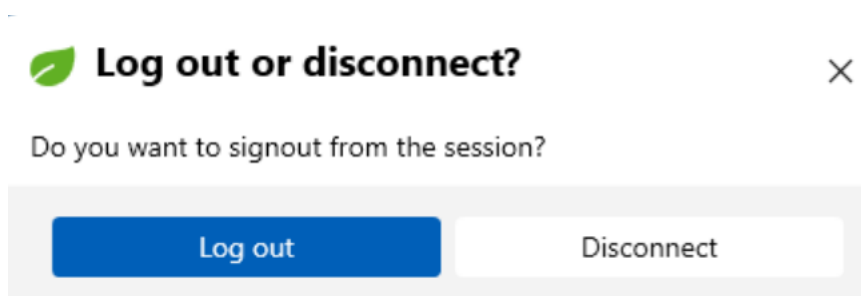 Log out or disconnect?
Do you want to signout from the session?
Log out
Disconnect